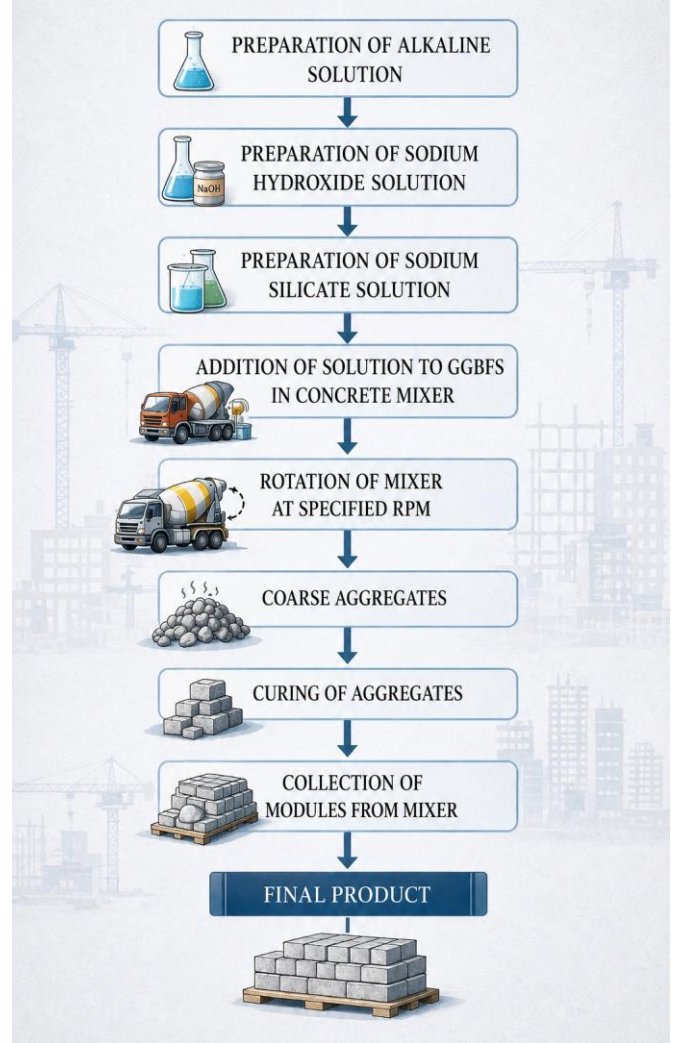 PREPARATION OF ALKALINE
SOLUTION
PREPARATION OF SODIUM
HYDROXIDE SOLUTION
NaOH
PREPARATION OF SODIUM
SILICATE SOLUTION
ADDITION OF SOLUTION TO GGBFS
IN CONCRETE MIXER
ROTATION OF MIXER
AT SPECIFIED RPM
COARSE AGGREGATES
CURING OF AGGREGATES
COLLECTION OF
MODULES FROM MIXER
FINAL PRODUCT